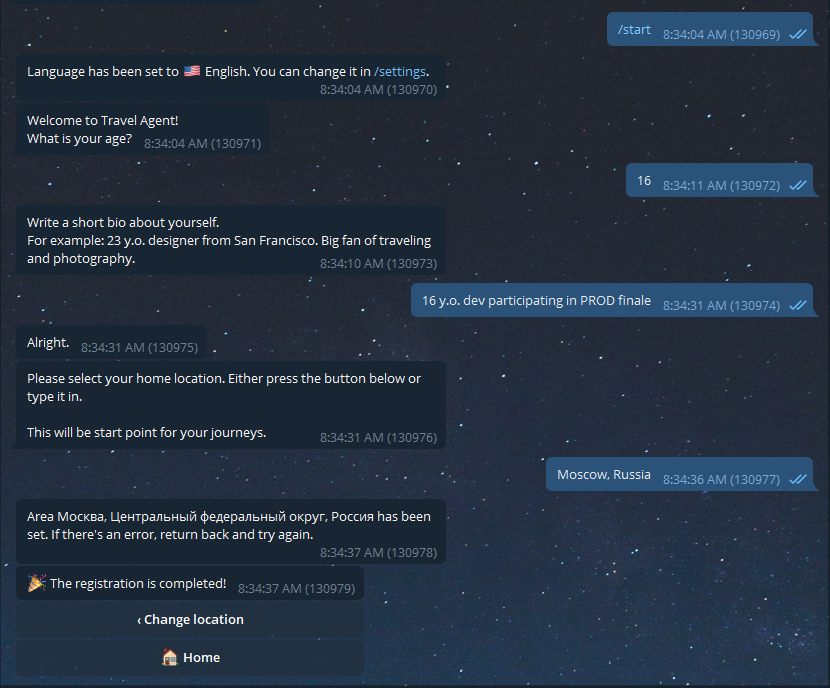 /start 8:34:04 AM (130969)
Language has been set to 🇺🇸 English. You can change it in /settings.
8:34:04 AM (130970)
Welcome to Travel Agent!
What is your age? 8:34:04 AM (130971)
16 8:34:11 AM (130972)
Write a short bio about yourself.
For example: 23 y.o. designer from San Francisco. Big fan of traveling
and photography. 8:34:10 AM (130973)
16 y.o. dev participating in PROD finale 8:34:31 AM (130974)
Alright. 8:34:31 AM (130975)
Please select your home location. Either press the button below or
type it in.
This will be start point for your journeys. 8:34:31 AM (130976)
Moscow, Russia 8:34:36 AM (130977)
Area Москва, Центральный федеральный округ, Россия has been
set. If there's an error, return back and try again.
8:34:37 AM (130978)
🎉 The registration is completed! 8:34:37 AM (130979)
‹ Change location
🏠 Home